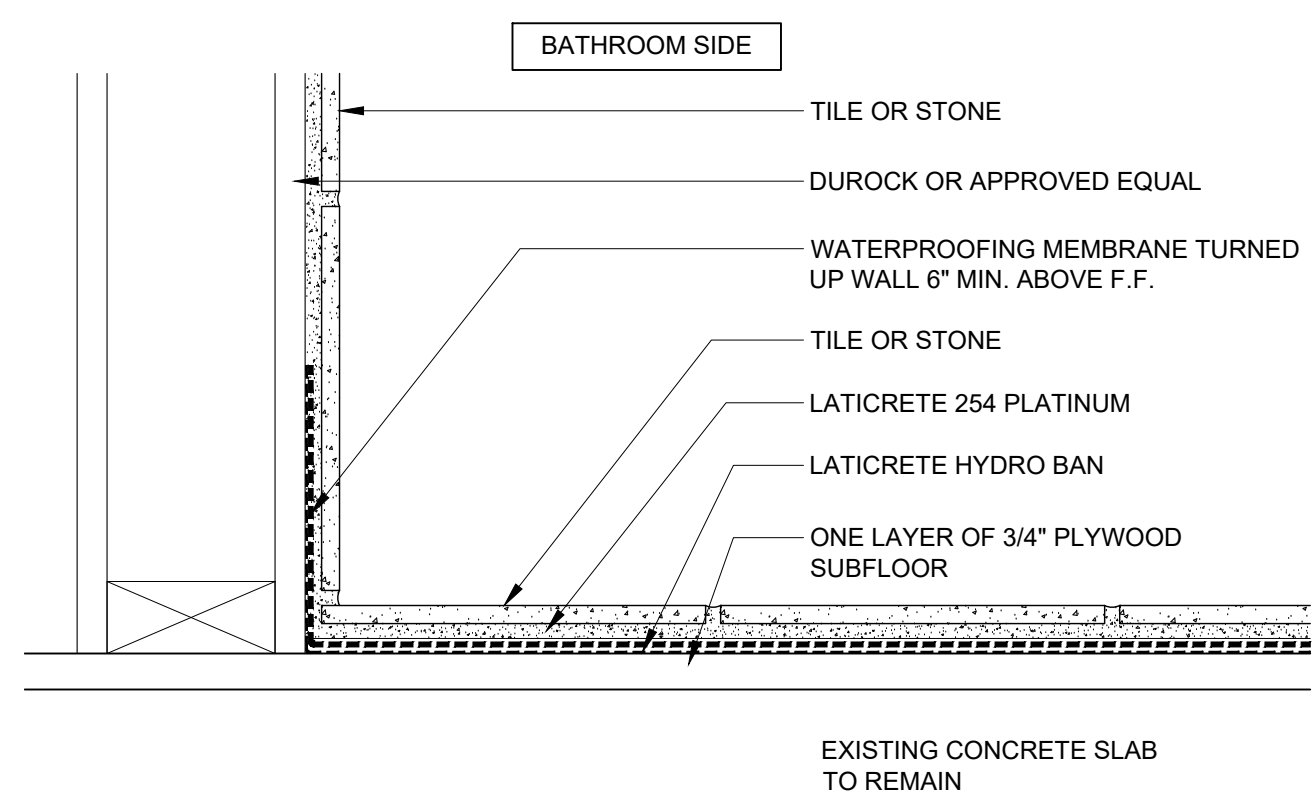 BATHROOM SIDE
TILE OR STONE
DUROCK OR APPROVED EQUAL
WATERPROOFING MEMBRANE TURNED
UP WALL 6" MIN. ABOVE F.F.
TILE OR STONE
LATICRETE 254 PLATINUM
LATICRETE HYDRO BAN
ONE LAYER OF 3/4" PLYWOOD
SUBFLOOR
EXISTING CONCRETE SLAB
TO REMAIN